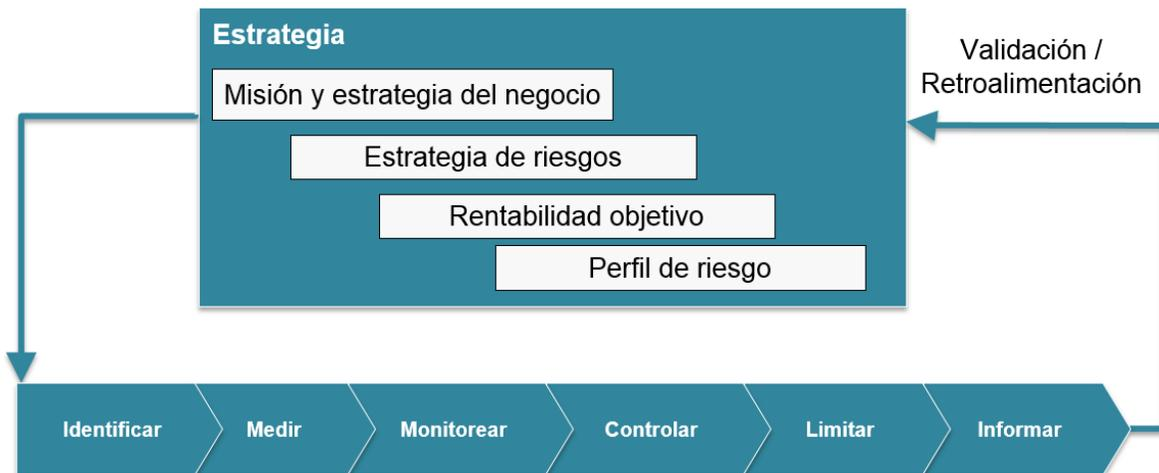 Estrategia
Validación /
Retroalimentación
Misión y estrategia del negocio
Estrategia de riesgos
Rentabilidad objetivo
Perfil de riesgo
Identificar
Medir
Monitorear
Controlar
Limitar
Informar